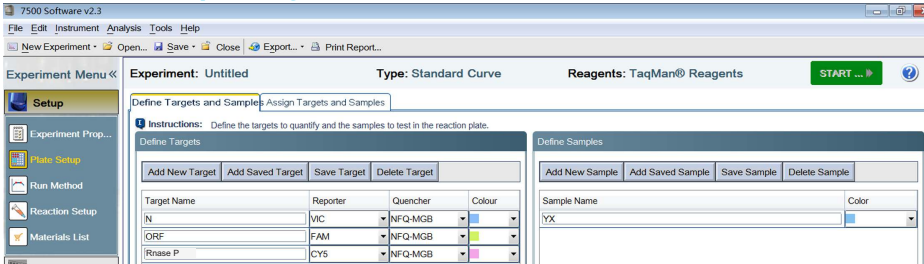 7500 Software v2.3
File Edit Instrument Analysis Tools Help
New Experiment Open... Save Close Export... Print Report...
Experiment Menu« Experiment: Untitled Type: Standard Curve Reagents: TaqMan® Reagents START ...
Setup
Define Targets and Samples Assign Targets and Samples
Instructions: Define the targets to quantify and the samples to test in the reaction plate.
Experiment Prop...
Define Targets Define Samples
Plate Setup
Add New Target Add Saved Target Save Target Delete Target Add New Sample Add Saved Sample Save Sample Delete Sample
Run Method
Target Name Reporter Quencher Colour Sample Name Color
Reaction Setup
N VIC NFQ-MGB YX
ORF FAM NFQ-MGB
Materials List
Rnase P CY5 NFQ-MGB